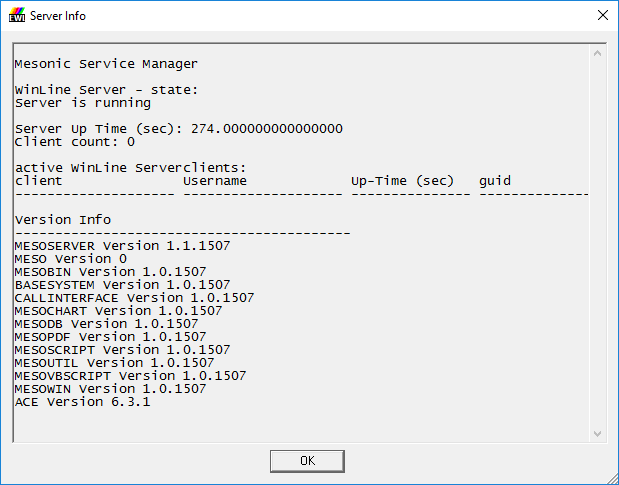 EWI Server Info
Mesonic Service Manager
WinLine Server - state:
Server is running
Server Up Time (sec): 274.000000000000000
Client count: 0
active WinLine Serverclients:
client Username Up-Time (sec) guid
-------------------- -------------------- --------------- --------------
Version Info
------------------------------------------
MESOSERVER Version 1.1.1507
MESO Version 0
MESOBIN Version 1.0.1507
BASESYSTEM Version 1.0.1507
CALLINTERFACE Version 1.0.1507
MESOCHART Version 1.0.1507
MESODB Version 1.0.1507
MESOPDF Version 1.0.1507
MESOSCRIPT Version 1.0.1507
MESOUTIL Version 1.0.1507
MESOVBSCRIPT Version 1.0.1507
MESOWIN Version 1.0.1507
ACE Version 6.3.1
OK